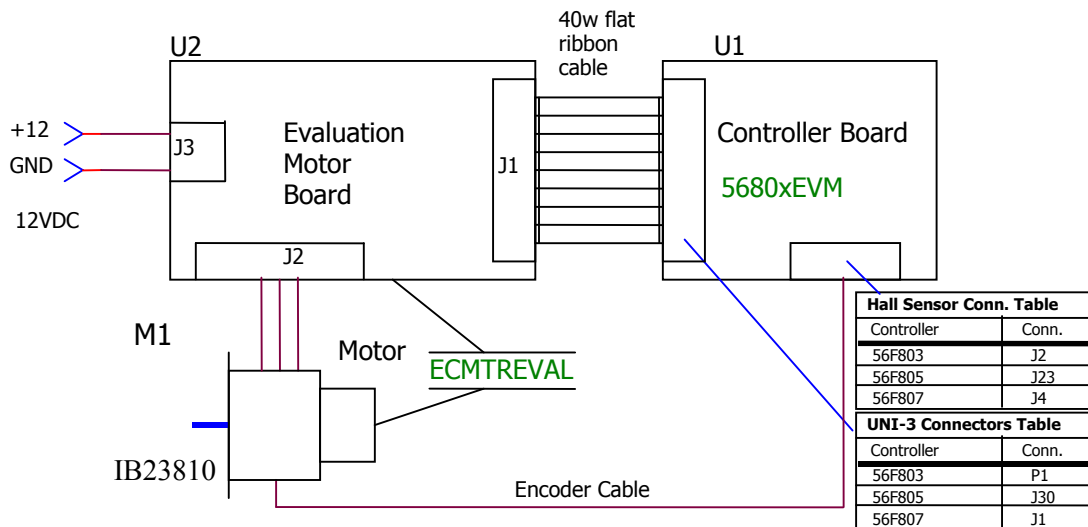 40w flat
ribbon
cable
U2
U1
+12
GND
12VDC
J3
Evaluation
Motor
Board
J1
Controller Board
5680xEVM
J2
M1
Motor
ECMTREVAL
IB23810
Encoder Cable
Hall Sensor Conn. Table
Controller Conn.
56F803 J2
56F805 J23
56F807 J4
UNI-3 Connectors Table
Controller Conn.
56F803 P1
56F805 J30
56F807 J1